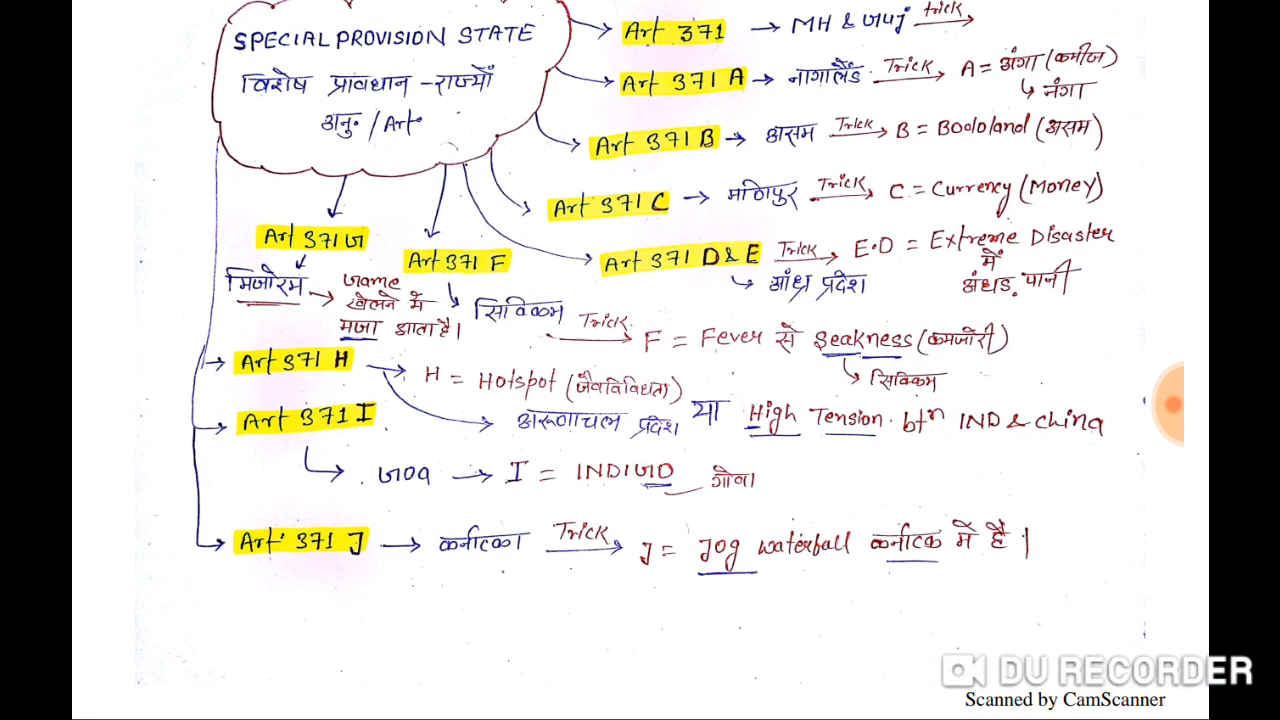 SPECIAL PROVISION STATE
विशेष प्रावधान - राज्यों
अनु॰ /Art.
Art 371 → MH & GUJ trick →
Art 371 A → नागालैंड Trick → A = अंगा (कमीज)
↳ नंगा
Art 371 B → असम Trick → B = Bodoland (असम)
Art 371 C → मणिपुर Trick → C = Currency (Money)
Art 371 D & E Trick → E.D = Extreme Disaster
में
↳ आंध्र प्रदेश
अंधड़, पानी
Art 371 G
मिजोरम → Game
खेलने में
मजा आता है।
Art 371 F
↳ सिक्किम
Trick → F = Fever से Seakness (कमजोरी)
↳ सिक्किम
Art 371 H → H = Hotspot (जैवविविधता)
→ अरूणाचल प्रदेश या High Tension btn IND & China
Art 371 I
↳ GOA → I = INDIGO गोवा
Art. 371 J → कर्नाटका Trick → J = Jog waterfall कर्नाटक में है।
DU RECORDER
Scanned by CamScanner